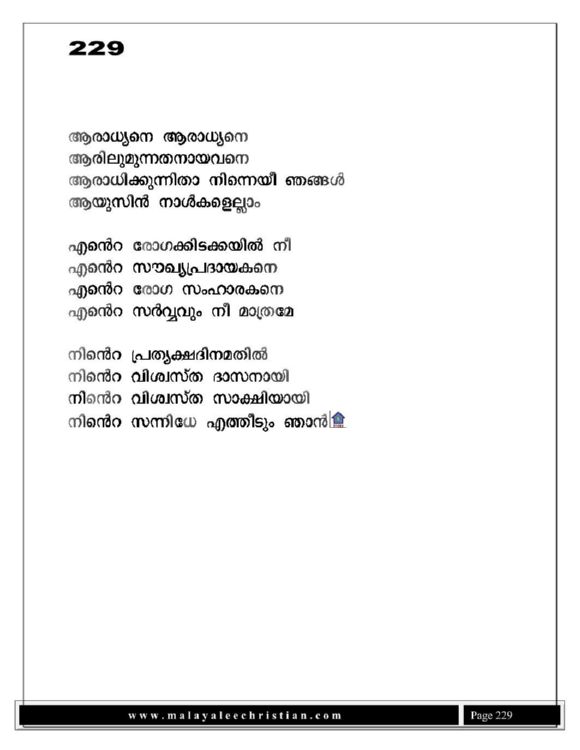 229
ആരാധ്യനെ ആരാധ്യനെ
ആരിലുമുന്നതനായവനെ
ആരാധിക്കുന്നിതാ നിന്നെയീ ഞങ്ങൾ
ആയുസിൻ നാൾകളെല്ലാം
എൻെറ രോഗക്കിടക്കയിൽ നീ
എൻെറ സൗഖ്യപ്രദായകനെ
എൻെറ രോഗ സംഹാരകനെ
എൻെറ സർവ്വവും നീ മാത്രമേ
നിൻെറ പ്രത്യക്ഷദിനമതിൽ
നിൻെറ വിശ്വസ്ത ദാസനായി
നിൻെറ വിശ്വസ്ത സാക്ഷിയായി
നിൻെറ സന്നിധേ എത്തീടും ഞാൻ
www.malayaleechristian.com Page 229